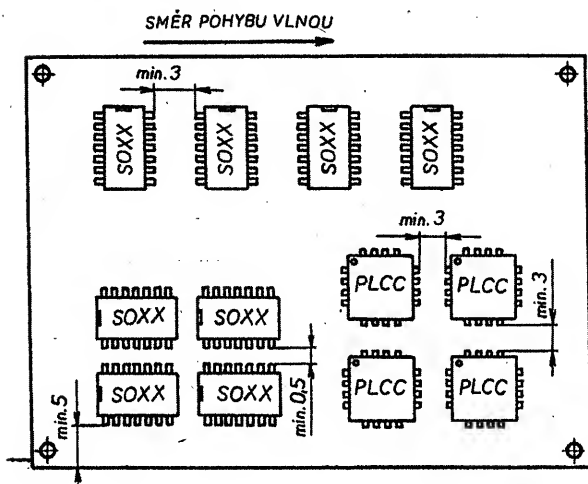 SMĚR POHYBU VLNOU
min.3
SOXX SOXX SOXX SOXX
min.3
PLCC PLCC
min.3
SOXX SOXX
SOXX SOXX
PLCC PLCC
min.5
min.0,5